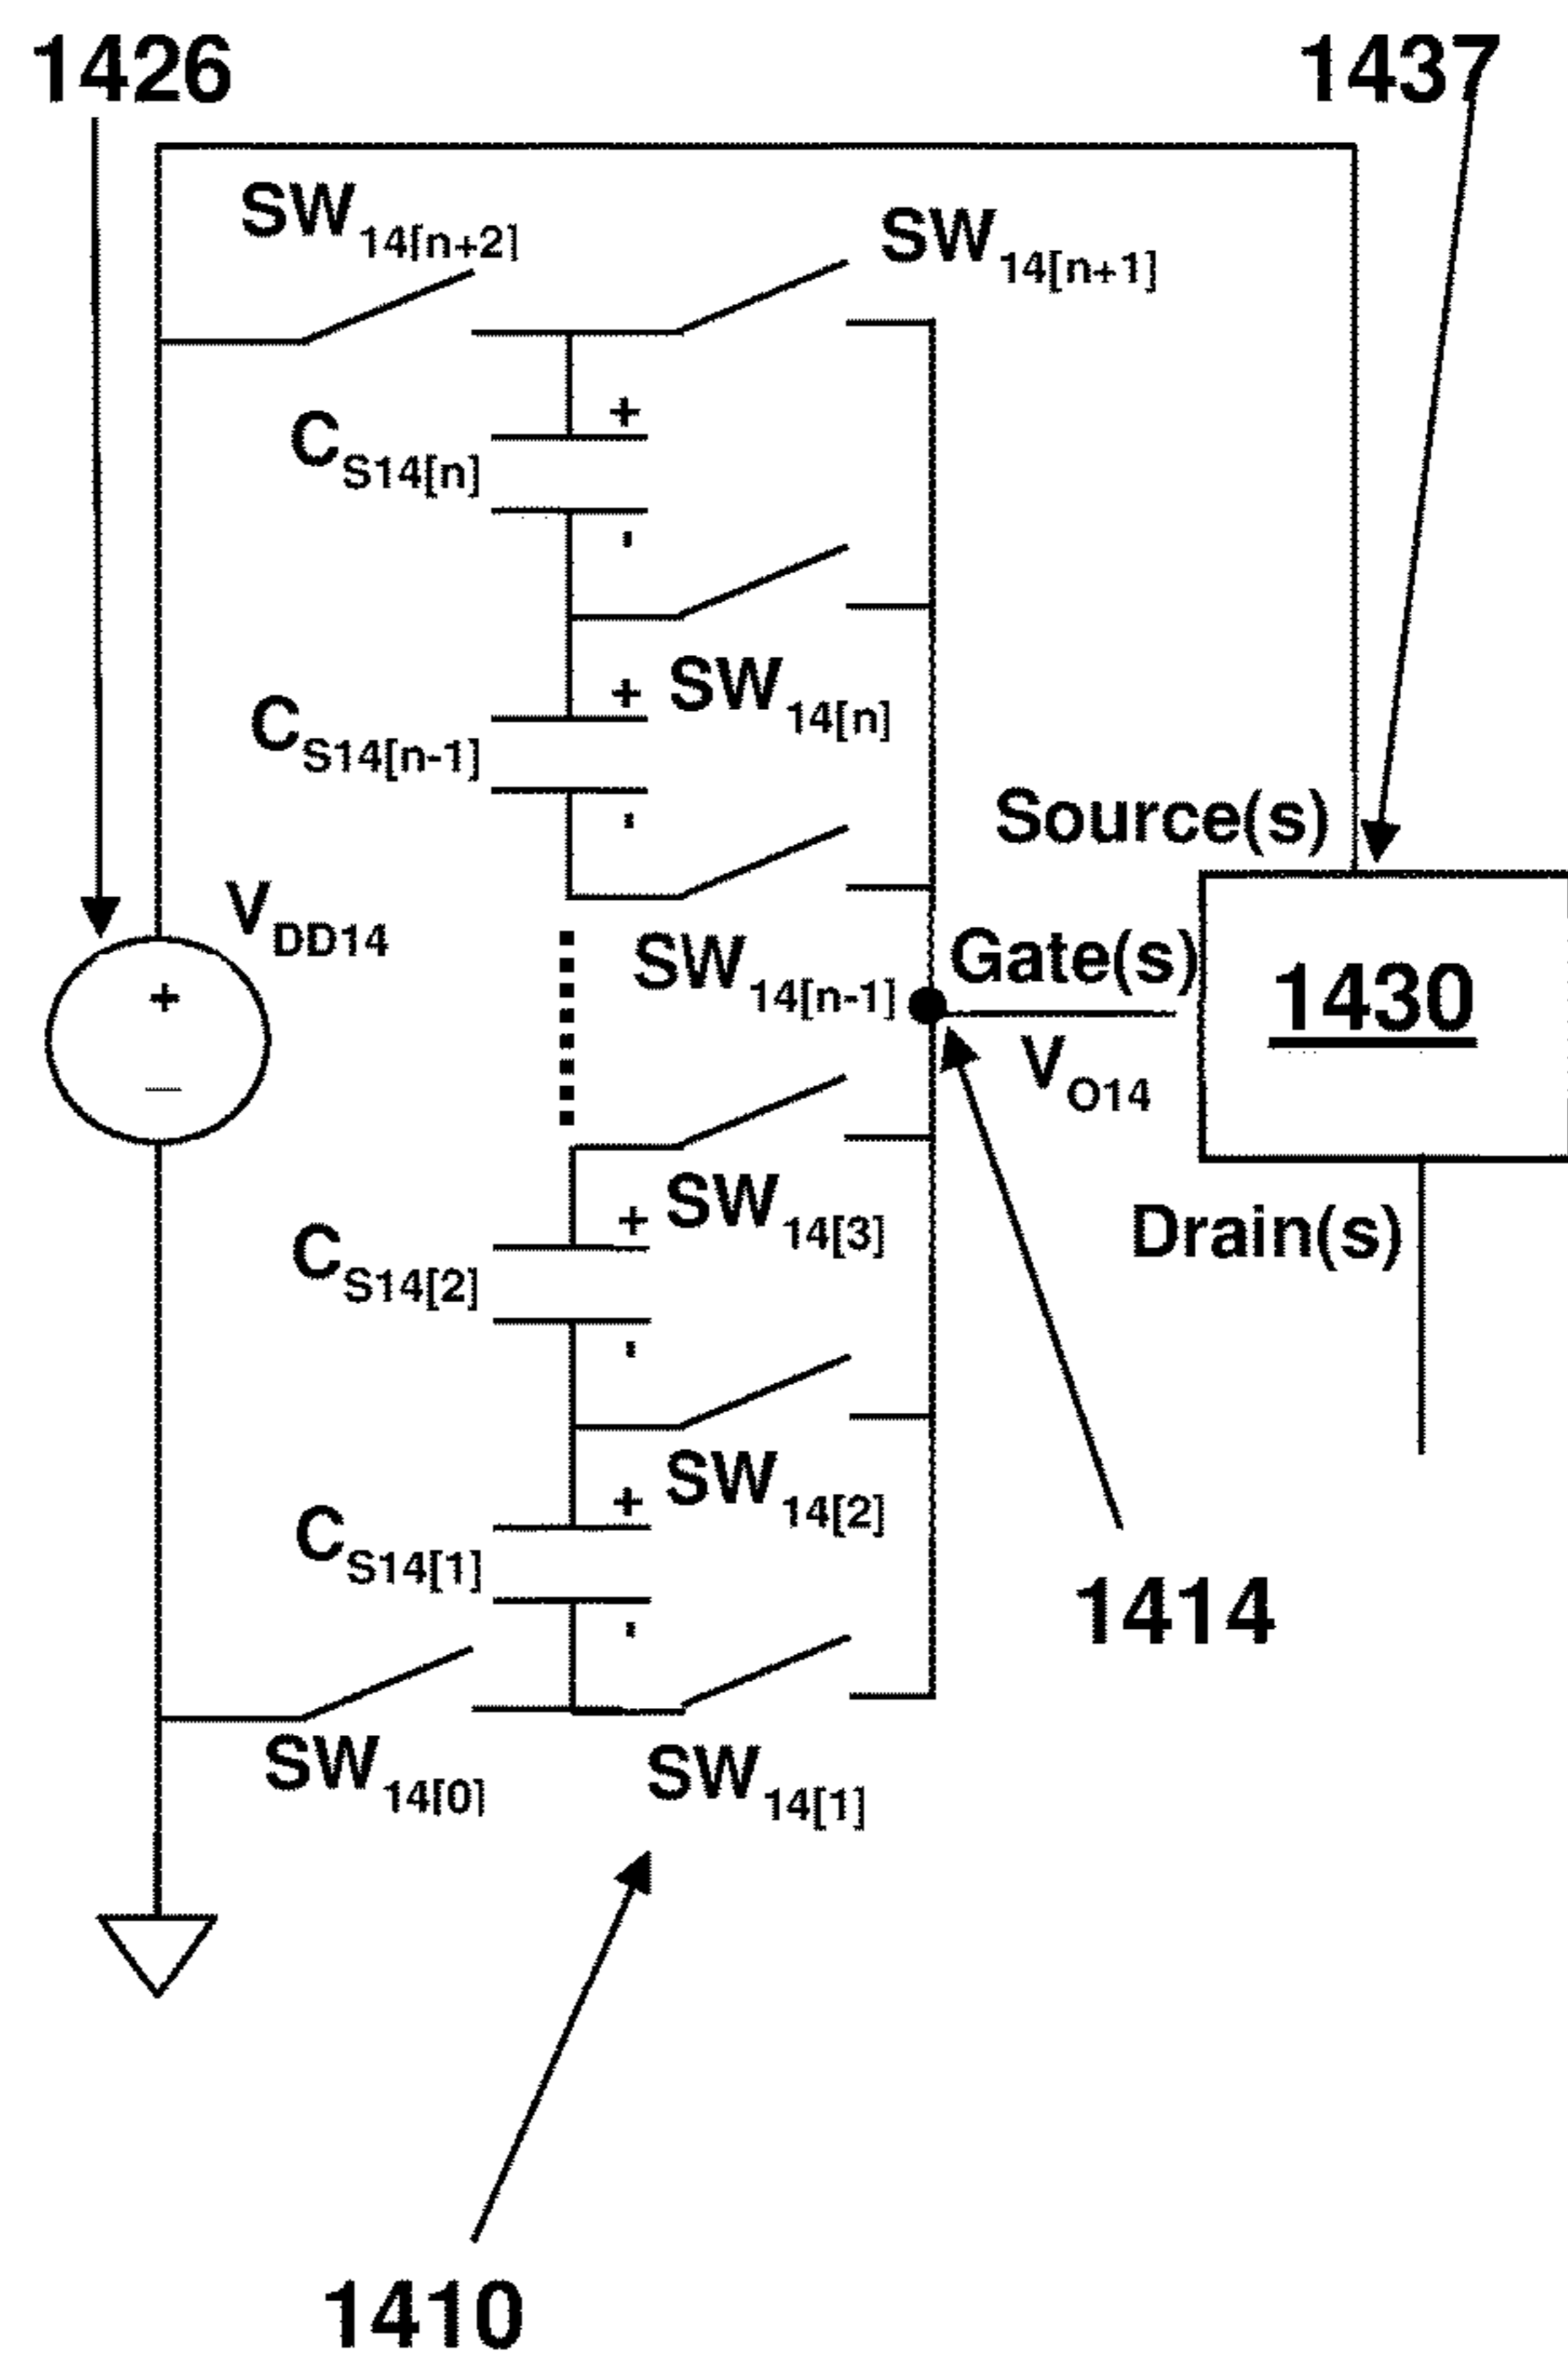 1426 1437
SW14[n+2] SW14[n+1]
+
CS14[n]
-
+ SW14[n]
CS14[n-1]
-
Source(s)
VDD14
SW14[n-1] Gate(s)
+ 1430
–
VO14
SW14[3]
+ Drain(s)
CS14[2]
-
SW14[2]
+
CS14[1]
1414
-
SW14[0] SW14[1]
1410